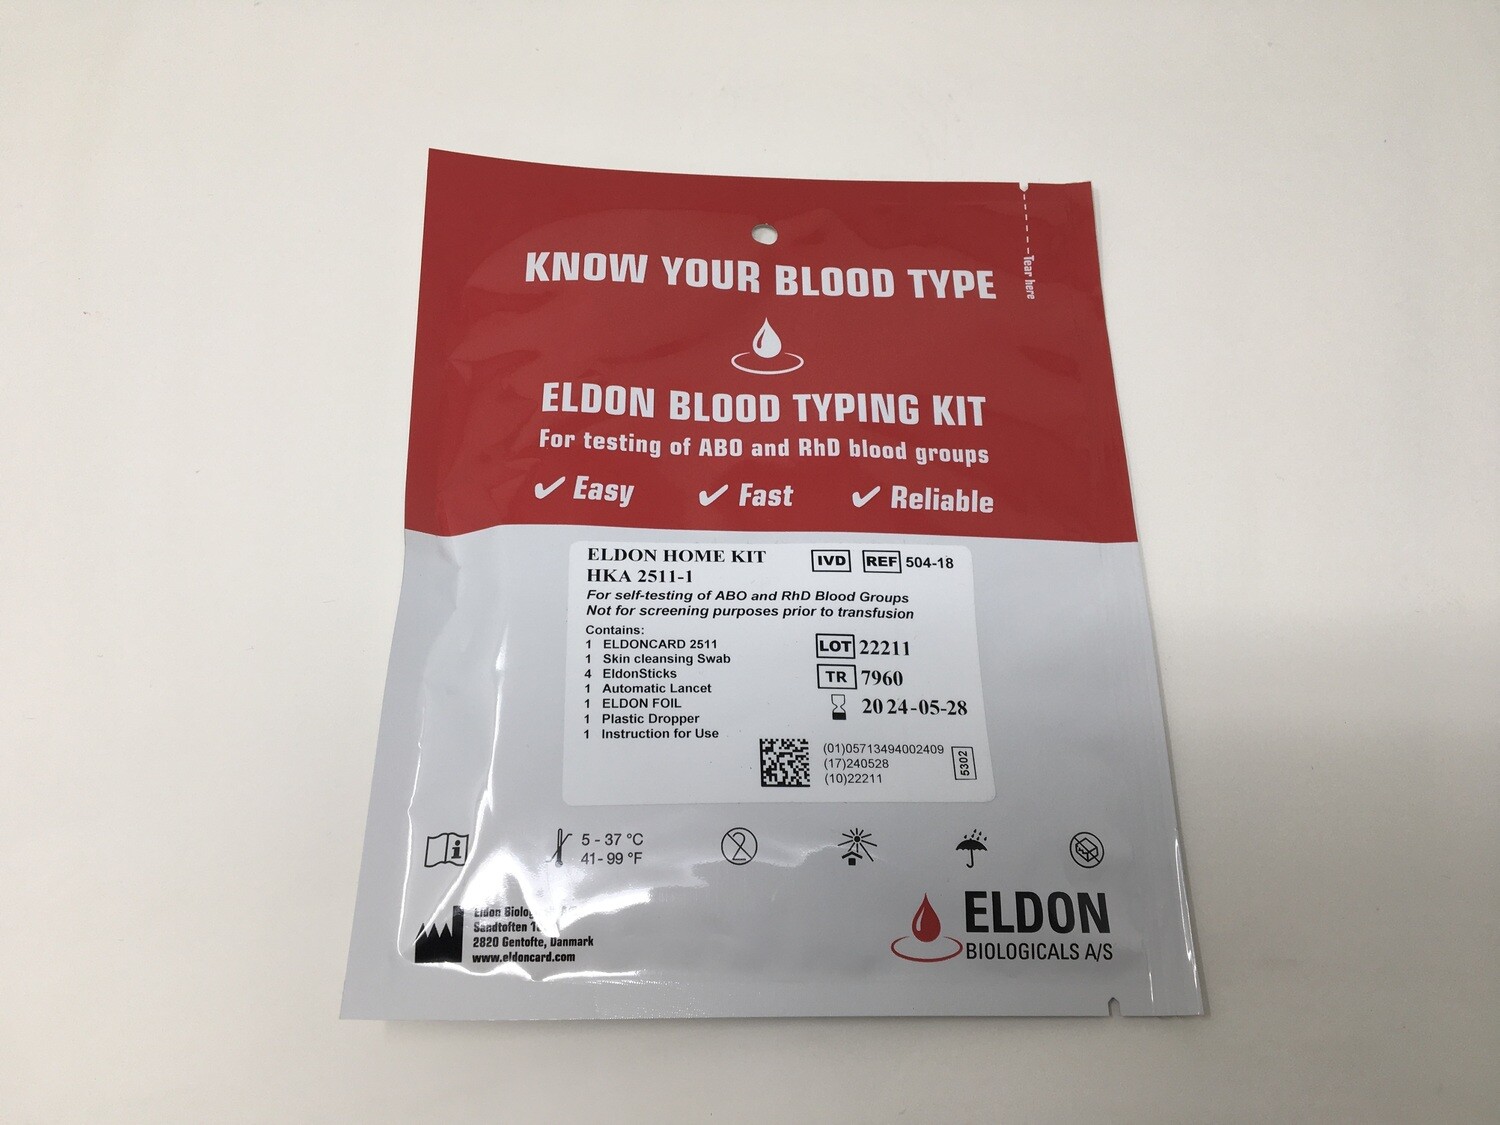 Tear here
KNOW YOUR BLOOD TYPE
ELDON BLOOD TYPING KIT
For testing of ABO and RhD blood groups
✓ Easy ✓ Fast ✓ Reliable
ELDON HOME KIT IVD REF 504-18
HKA 2511-1
For self-testing of ABO and RhD Blood Groups
Not for screening purposes prior to transfusion
Contains:
1 ELDONCARD 2511
1 Skin cleansing Swab
4 EldonSticks
1 Automatic Lancet
1 ELDON FOIL
1 Plastic Dropper
1 Instruction for Use
LOT 22211
TR 7960
2024-05-28
(01)05713494002409
(17)240528
(10)22211
5302
5 - 37 °C
41- 99 °F
2
Eldon
Sandtoften
2820 Gentofte, Danmark
www.eldoncard.com
ELDON
BIOLOGICALS A/S